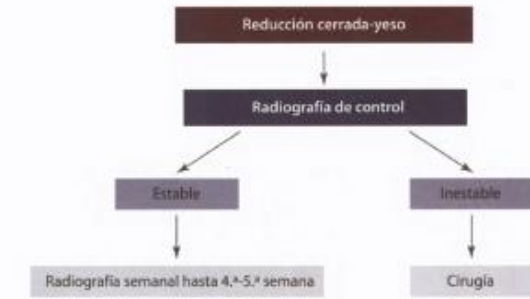 Reducción cerrada-yeso
Radiografía de control
Estable
Inestable
Radiografía semanal hasta 4.ª-5.ª semana
Cirugía